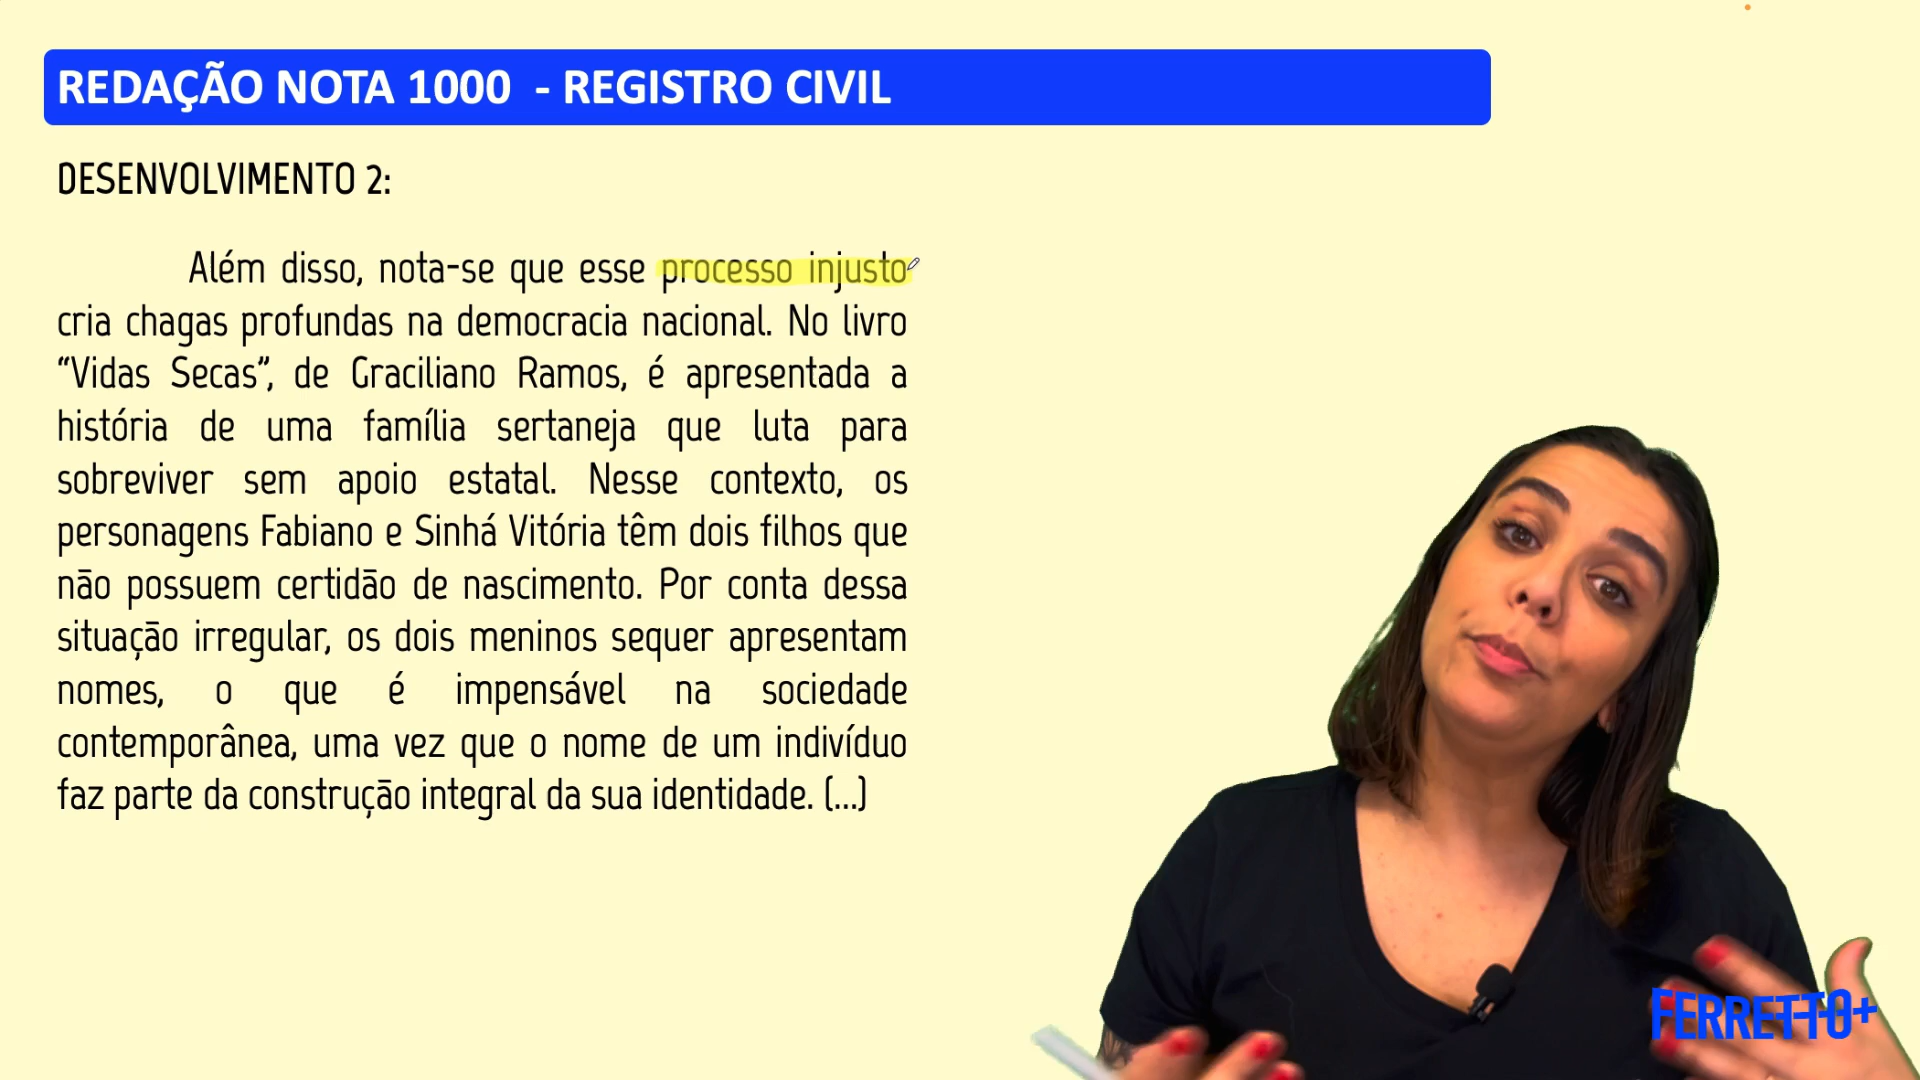 REDAÇÃO NOTA 1000 - REGISTRO CIVIL
DESENVOLVIMENTO 2:
Além disso, nota-se que esse processo injusto
cria chagas profundas na democracia nacional. No livro
“Vidas Secas”, de Graciliano Ramos, é apresentada a
história de uma família sertaneja que luta para
sobreviver sem apoio estatal. Nesse contexto, os
personagens Fabiano e Sinhá Vitória têm dois filhos que
não possuem certidão de nascimento. Por conta dessa
situação irregular, os dois meninos sequer apresentam
nomes, o que é impensável na sociedade
contemporânea, uma vez que o nome de um indivíduo
faz parte da construção integral da sua identidade. (...)
FERRETTO+